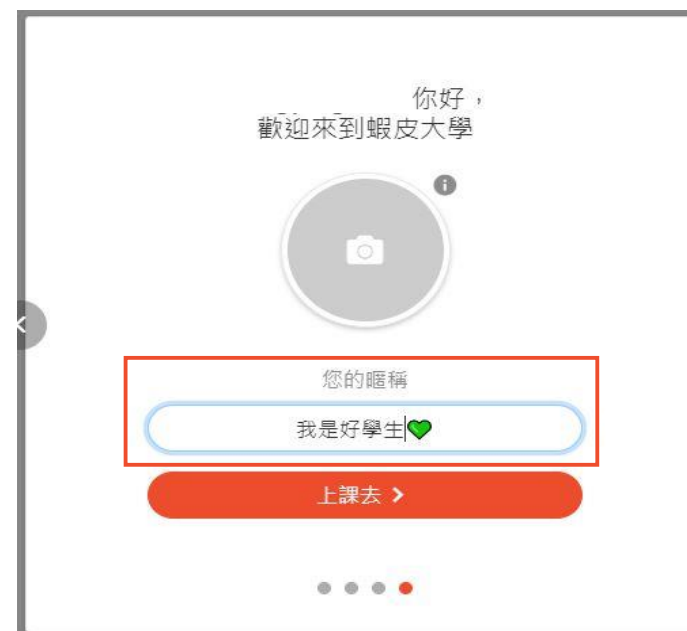 你好，
歡迎來到蝦皮大學
您的暱稱
我是好學生💚
上課去